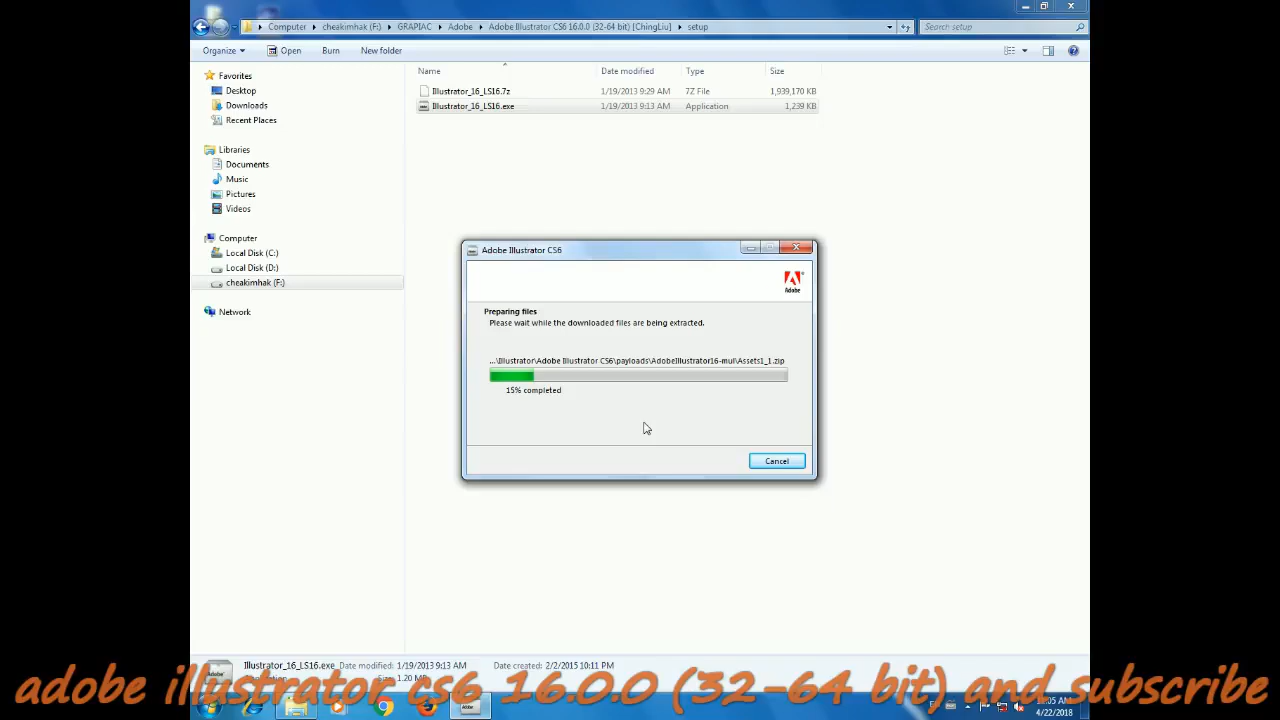 Computer ▸ cheakimhak (F:) ▸ GRAPIAC ▸ Adobe ▸ Adobe Illustrator CS6 16.0.0 (32-64 bit) [ChingLiu] ▸ setup
Search setup
Organize Open Burn New folder
Name Date modified Type Size
Illustrator_16_LS16.7z 1/19/2013 9:29 AM 7Z File 1,939,170 KB
Illustrator_16_LS16.exe 1/19/2013 9:13 AM Application 1,239 KB
Favorites
Desktop
Downloads
Recent Places
Libraries
Documents
Music
Pictures
Videos
Computer
Local Disk (C:)
Local Disk (D:)
cheakimhak (F:)
Network
Adobe Illustrator CS6
Adobe
Preparing files
Please wait while the downloaded files are being extracted.
...\Illustrator\Adobe Illustrator CS6\payloads\AdobeIllustrator16-mul\Assets1_1.zip
15% completed
Cancel
Illustrator_16_LS16.exe Date modified: 1/19/2013 9:13 AM Date created: 2/2/2015 10:11 PM
Application Size: 1.20 MB
adobe illustrator cs6 16.0.0 (32-64 bit) and subscribe
4/22/2018